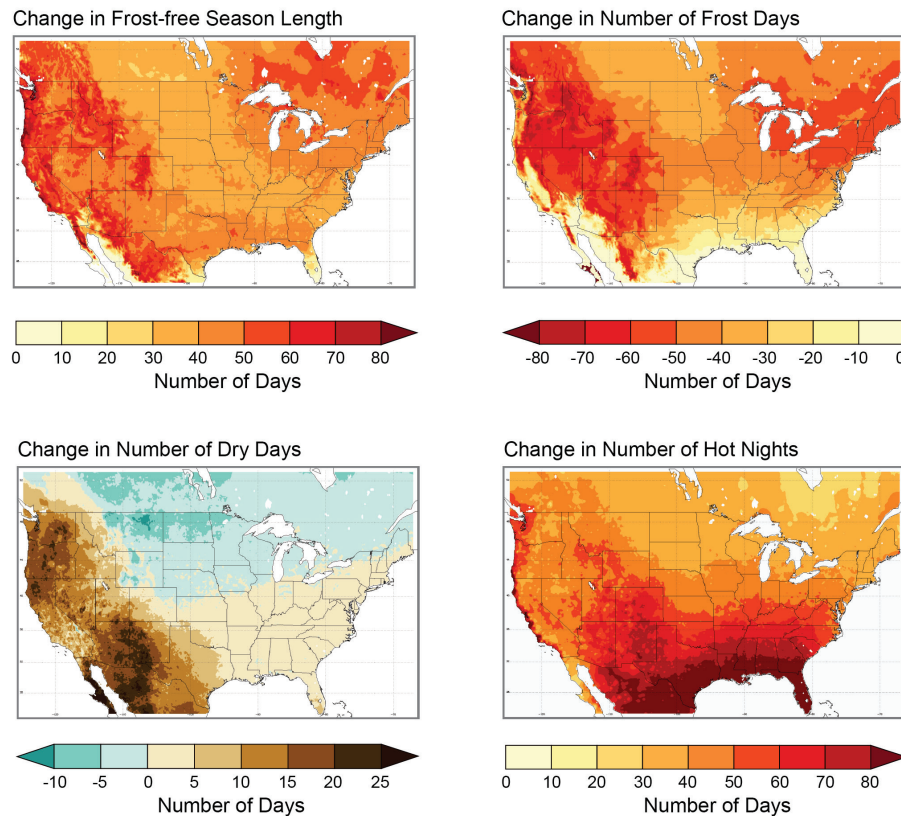 Change in Frost-free Season Length
0 10 20 30 40 50 60 70 80
Number of Days
Change in Number of Frost Days
-80 -70 -60 -50 -40 -30 -20 -10 0
Number of Days
Change in Number of Dry Days
-10 -5 0 5 10 15 20 25
Number of Days
Change in Number of Hot Nights
0 10 20 30 40 50 60 70 80
Number of Days